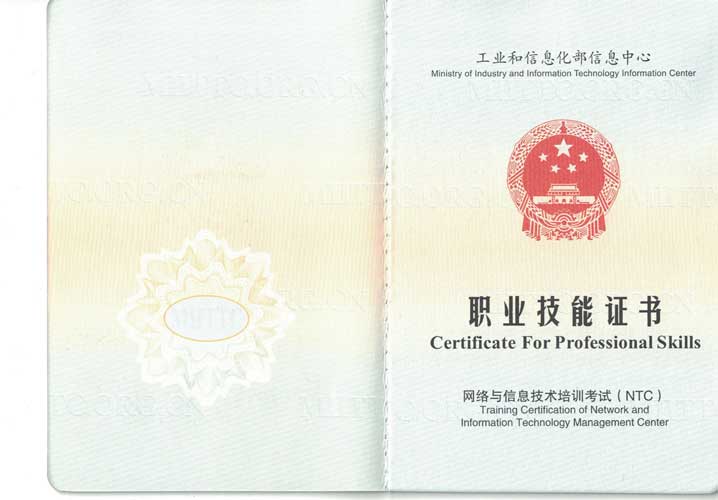 工业和信息化部信息中心
Ministry of Industry and Information Technology Information Center
职业技能证书
Certificate For Professional Skills
网络与信息技术培训考试（NTC）
Training Certification of Network and
Information Technology Management Center